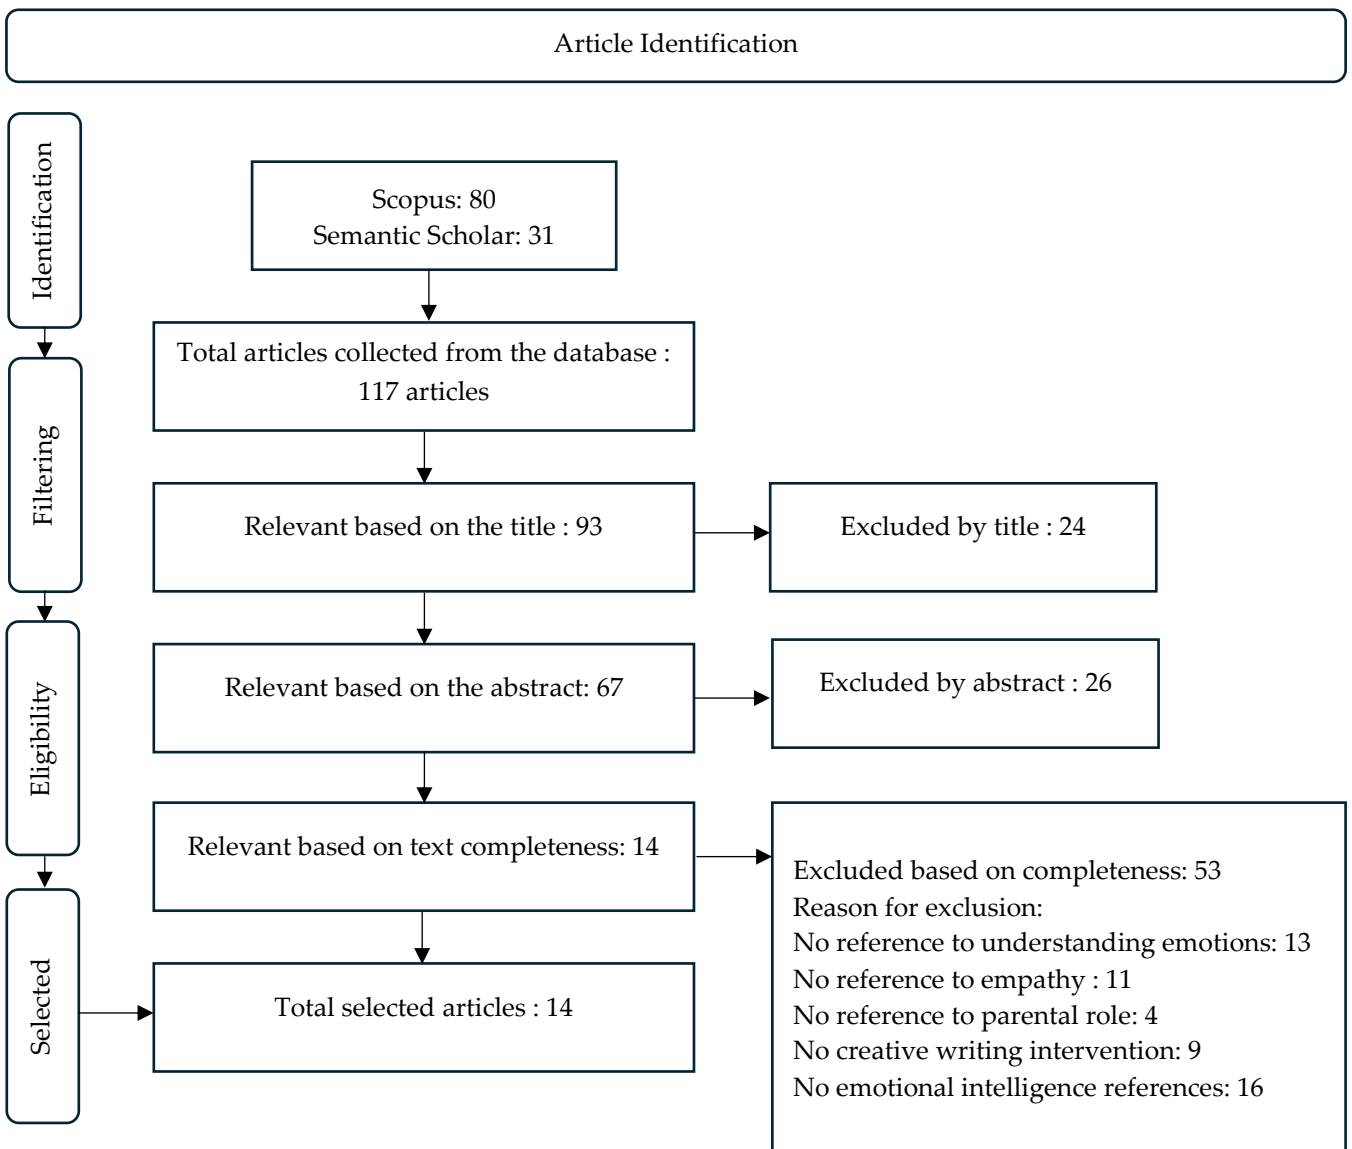 Article Identification
Identification
Scopus: 80
Semantic Scholar: 31
Total articles collected from the database :
117 articles
Filtering
Relevant based on the title : 93
Excluded by title : 24
Eligibility
Relevant based on the abstract: 67
Excluded by abstract : 26
Relevant based on text completeness: 14
Excluded based on completeness: 53
Reason for exclusion:
No reference to understanding emotions: 13
No reference to empathy : 11
No reference to parental role: 4
No creative writing intervention: 9
No emotional intelligence references: 16
Selected
Total selected articles : 14